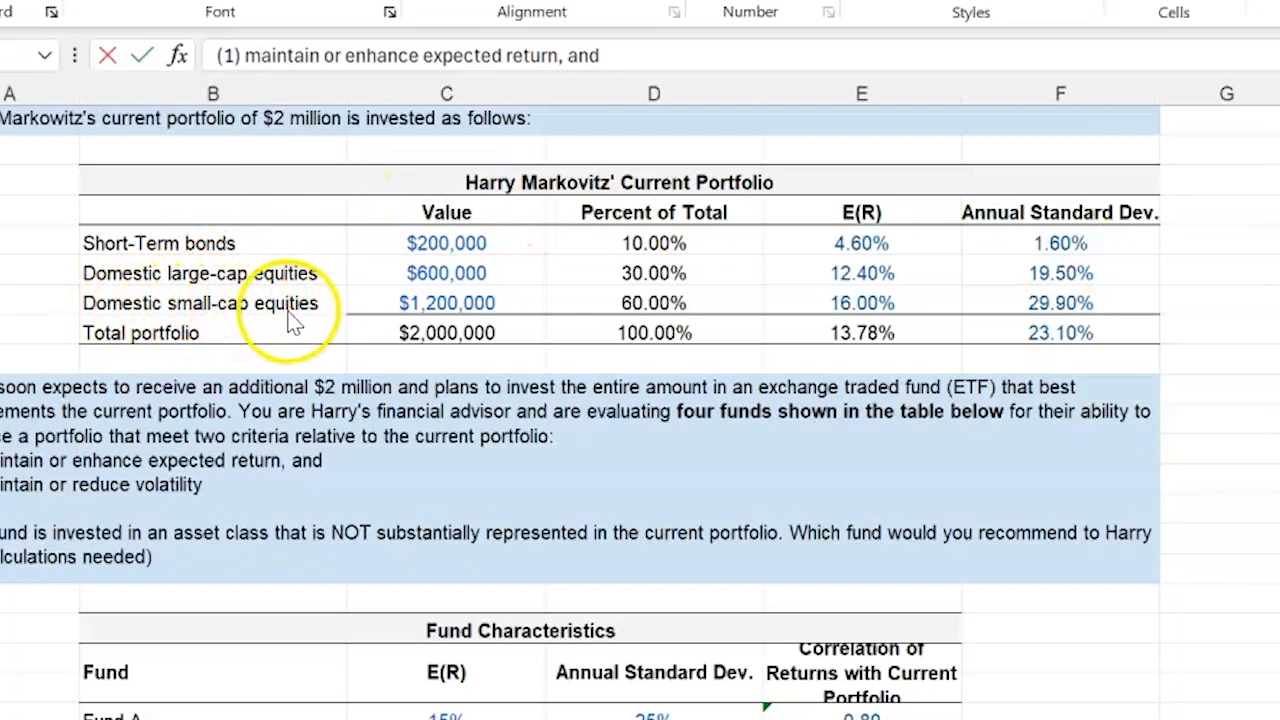 rd Font Alignment Number Styles Cells
fx (1) maintain or enhance expected return, and
A B C D E F G
Markowitz's current portfolio of $2 million is invested as follows:
Harry Markovitz' Current Portfolio
Value Percent of Total E(R) Annual Standard Dev.
Short-Term bonds $200,000 10.00% 4.60% 1.60%
Domestic large-cap equities $600,000 30.00% 12.40% 19.50%
Domestic small-cap equities $1,200,000 60.00% 16.00% 29.90%
Total portfolio $2,000,000 100.00% 13.78% 23.10%
soon expects to receive an additional $2 million and plans to invest the entire amount in an exchange traded fund (ETF) that best
ements the current portfolio. You are Harry's financial advisor and are evaluating four funds shown in the table below for their ability to
e a portfolio that meet two criteria relative to the current portfolio:
intain or enhance expected return, and
intain or reduce volatility
und is invested in an asset class that is NOT substantially represented in the current portfolio. Which fund would you recommend to Harry
lculations needed)
Fund Characteristics
Fund E(R) Annual Standard Dev. Correlation of Returns with Current Portfolio
Fund A 15% 25% 0.80